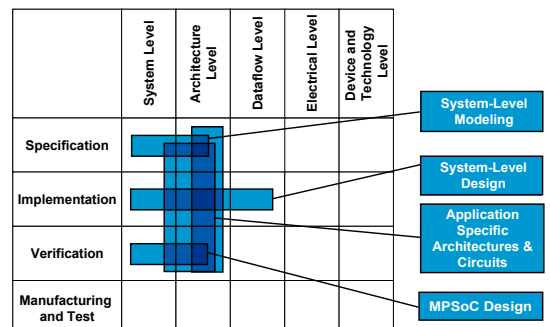 System Level
Architecture
Level
Dataflow Level
Electrical Level
Device and
Technology
Level
Specification
Implementation
Verification
Manufacturing
and Test
System-Level
Modeling
System-Level
Design
Application
Specific
Architectures &
Circuits
MPSoC Design